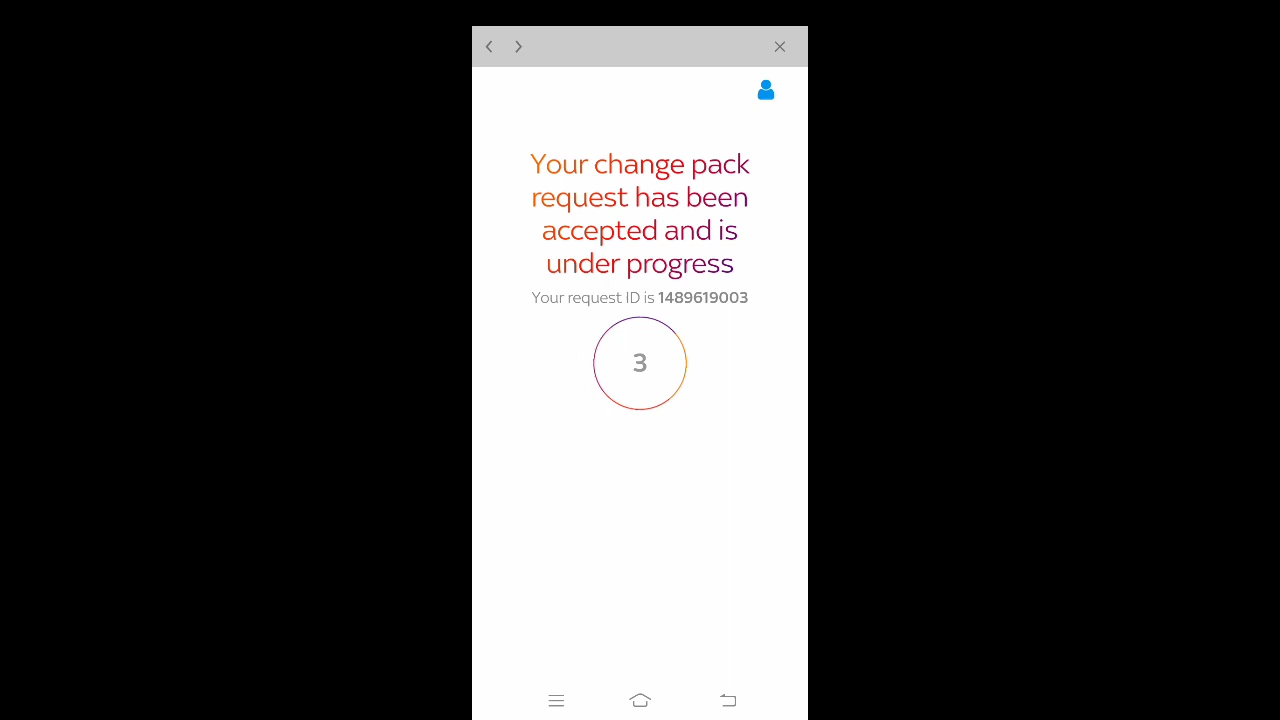 Your change pack
request has been
accepted and is
under progress
Your request ID is 1489619003
3